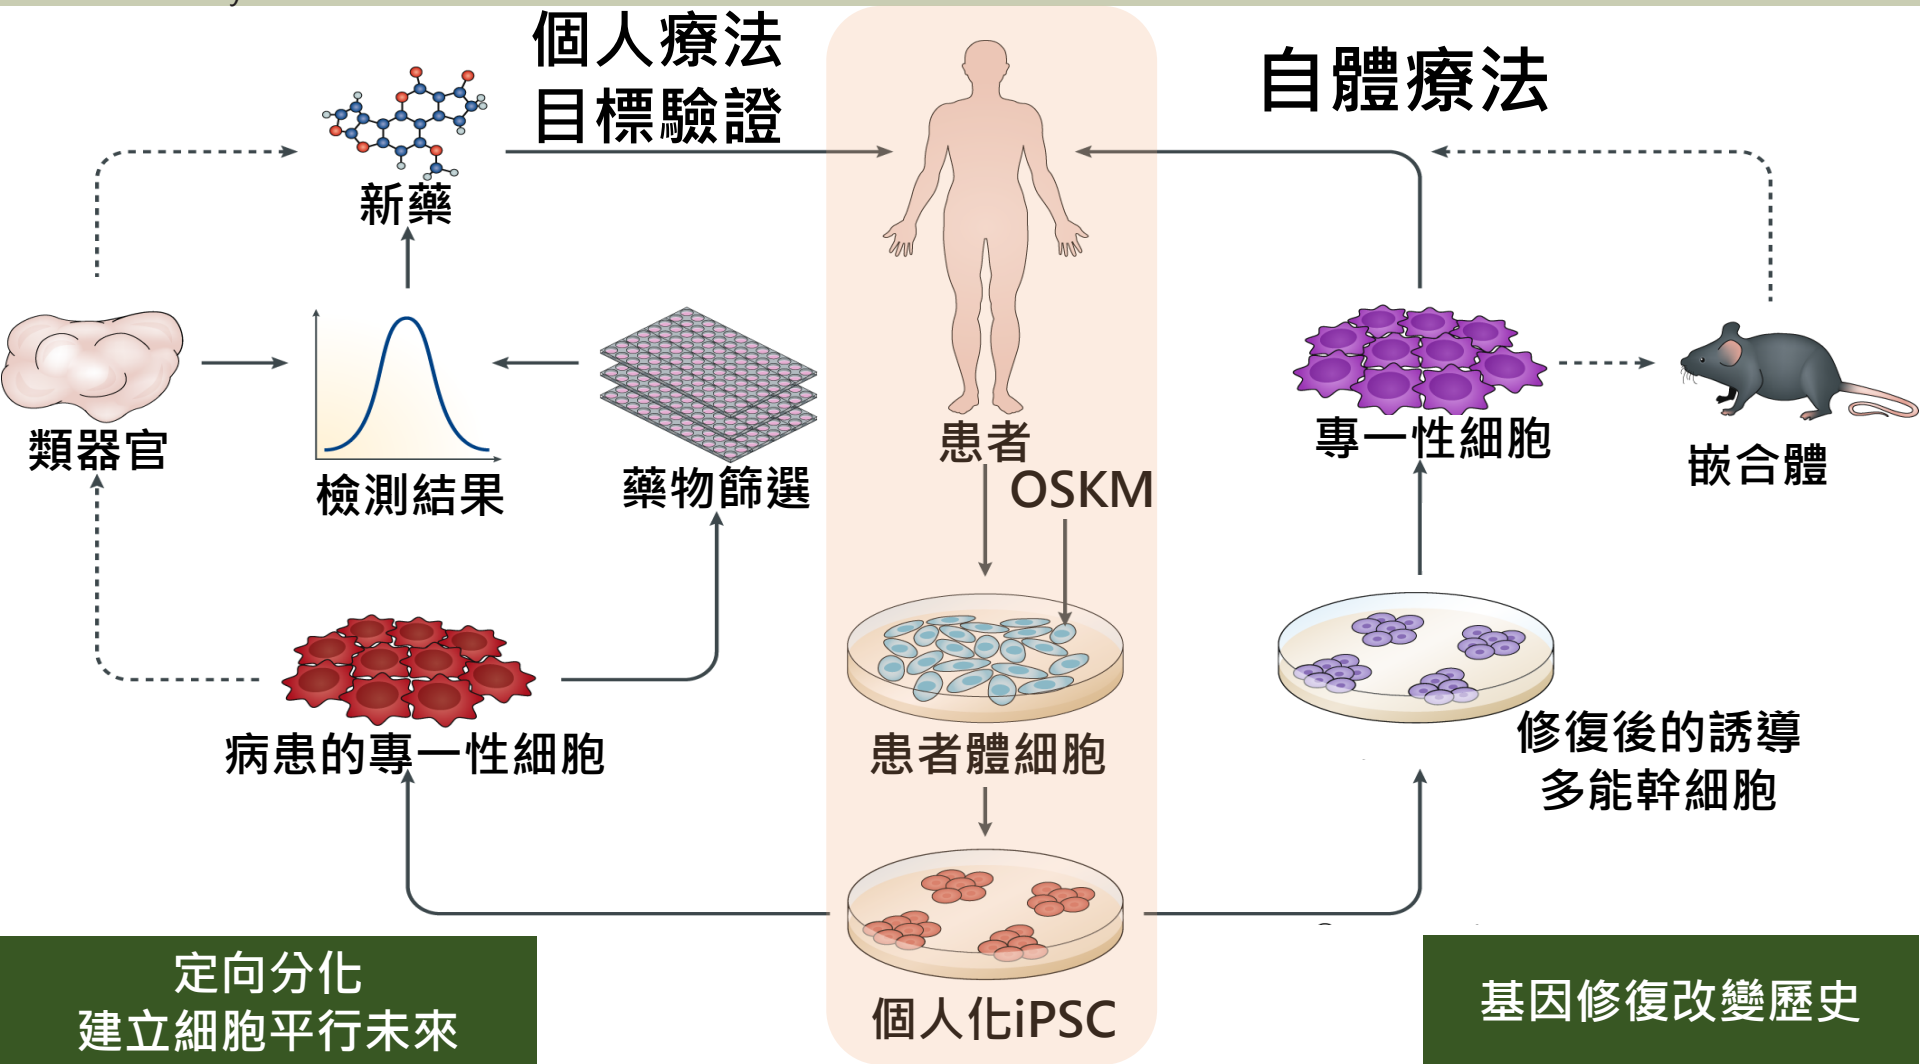 個人療法
目標驗證
自體療法
新藥
類器官
檢測結果
藥物篩選
患者
OSKM
專一性細胞
嵌合體
病患的專一性細胞
患者體細胞
修復後的誘導
多能幹細胞
個人化iPSC
定向分化
建立細胞平行未來
基因修復改變歷史